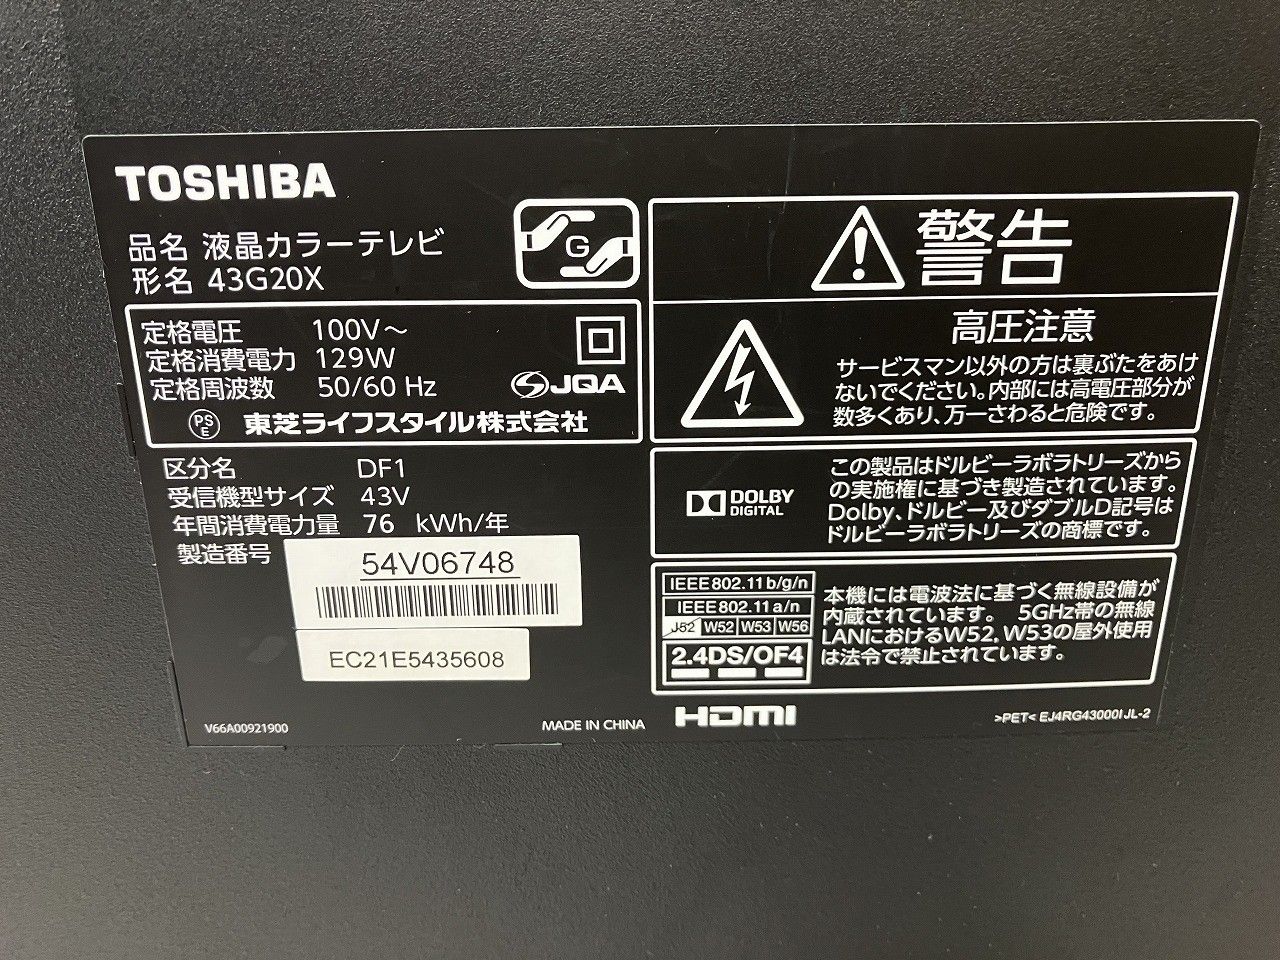 TOSHIBA
品名 液晶カラーテレビ
形名 43G20X
G
定格電圧 100V～
定格消費電力 129W
定格周波数 50/60 Hz
JQA
PS
E
東芝ライフスタイル株式会社
区分名 DF1
受信機型サイズ 43V
年間消費電力量 76 kWh/年
製造番号
54V06748
EC21E5435608
V66A00921900
MADE IN CHINA
警告
高圧注意
サービスマン以外の方は裏ぶたをあけ
ないでください。内部には高電圧部分が
数多くあり、万一さわると危険です。
DOLBY
DIGITAL
この製品はドルビーラボラトリーズから
の実施権に基づき製造されています。
Dolby、ドルビー及びダブルD記号は
ドルビーラボラトリーズの商標です。
IEEE802.11b/g/n
IEEE802.11a/n
J52 W52 W53 W56
2.4DS/OF4
本機には電波法に基づく無線設備が
内蔵されています。 5GHz帯の無線
LANにおけるW52, W53の屋外使用
は法令で禁止されています。
HDMI
>PET< EJ4RG43000IJL-2